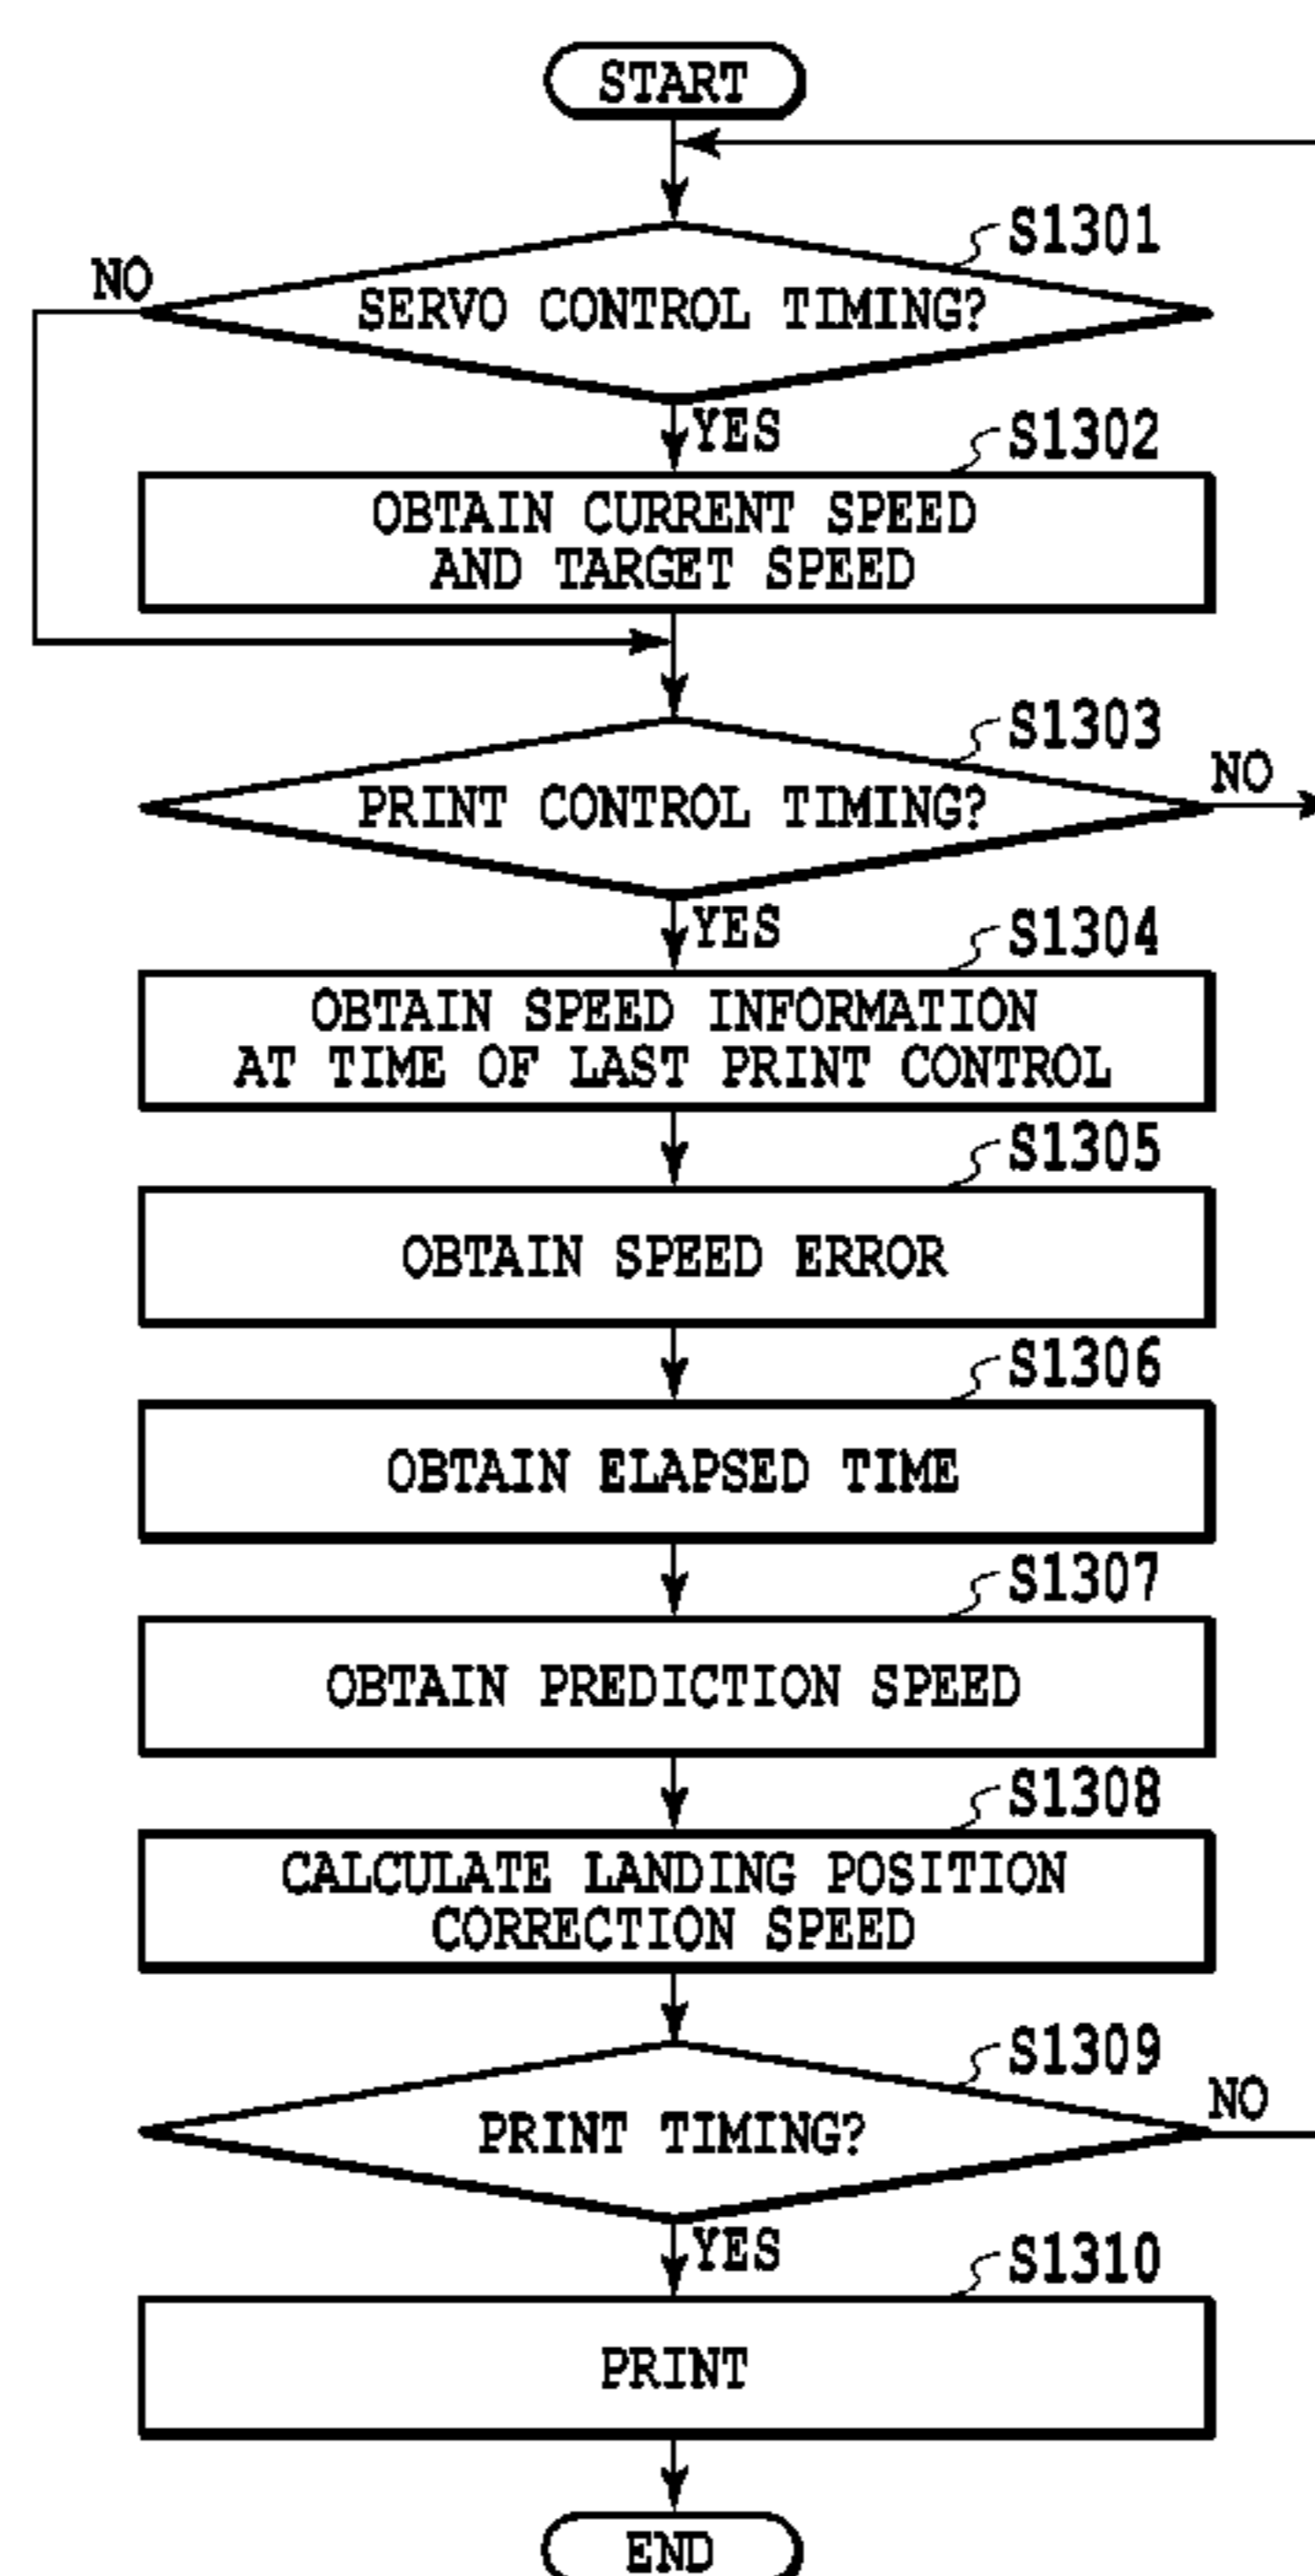 START
S1301
NO
SERVO CONTROL TIMING?
YES
S1302
OBTAIN CURRENT SPEED
AND TARGET SPEED
S1303
NO
PRINT CONTROL TIMING?
YES
S1304
OBTAIN SPEED INFORMATION
AT TIME OF LAST PRINT CONTROL
S1305
OBTAIN SPEED ERROR
S1306
OBTAIN ELAPSED TIME
S1307
OBTAIN PREDICTION SPEED
S1308
CALCULATE LANDING POSITION
CORRECTION SPEED
S1309
NO
PRINT TIMING?
YES
S1310
PRINT
END